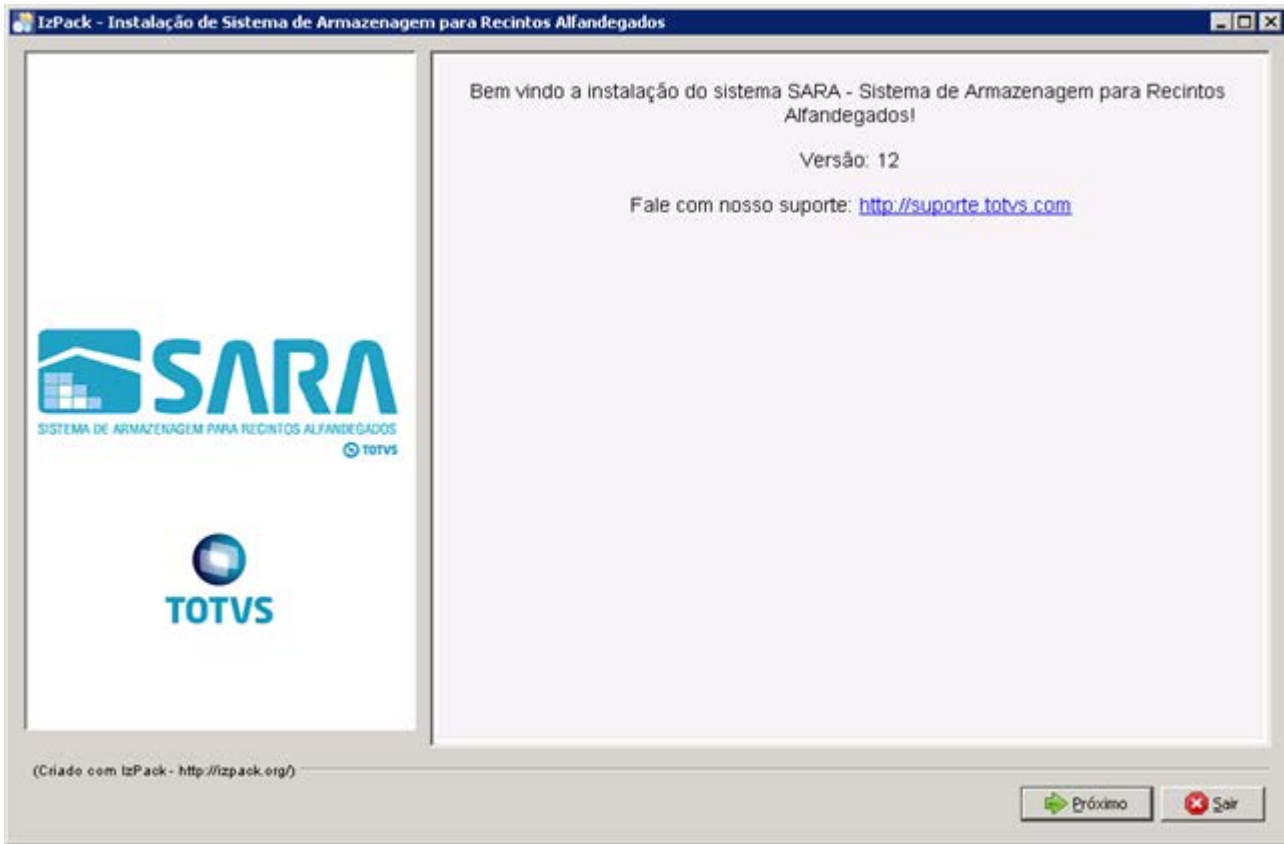 IzPack - Instalação de Sistema de Armazenagem para Recintos Alfandegados
Bem vindo a instalação do sistema SARA - Sistema de Armazenagem para Recintos
Alfandegados!
Versão: 12
Fale com nosso suporte: http://suporte.totvs.com
SARA
SISTEMA DE ARMAZENAGEM PARA RECINTOS ALFANDEGADOS
TOTVS
TOTVS
(Criado com IzPack - http://izpack.org/)
Próximo
Sair